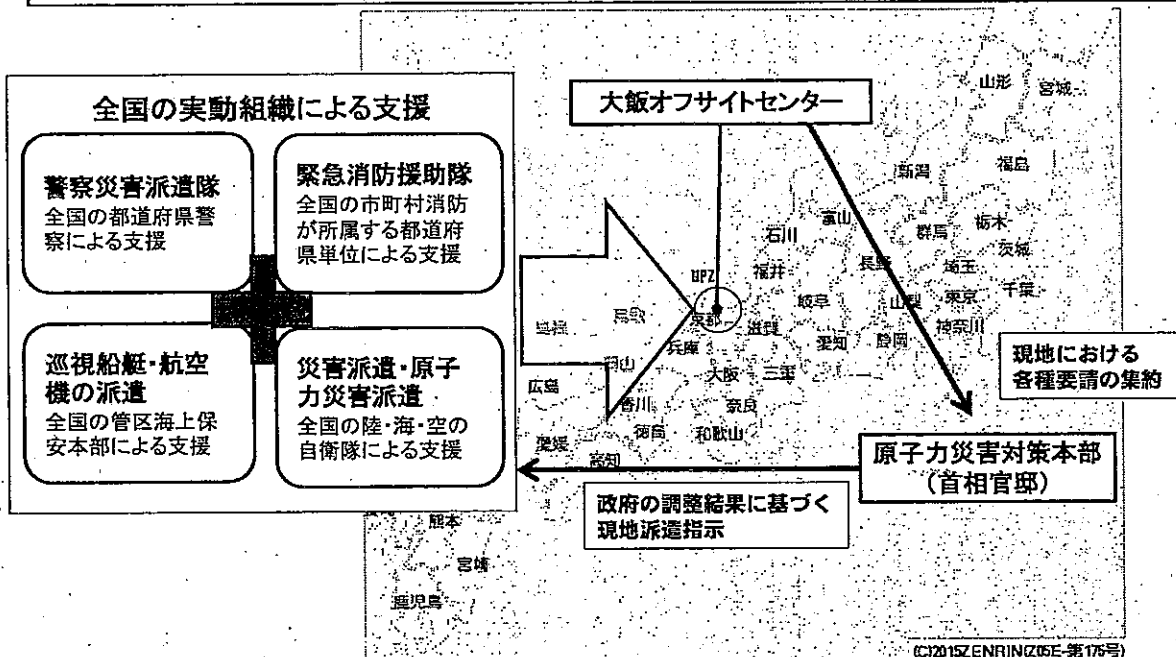 全国の実動組織による支援
警察災害派遣隊
全国の都道府県警
察による支援
緊急消防援助隊
全国の市町村消防
が所属する都道府
県単位による支援
巡視船艇・航空
機の派遣
全国の管区海上保
安本部による支援
災害派遣・原子
力災害派遣
全国の陸・海・空の
自衛隊による支援
大飯オフサイトセンター
山形
宮城
新潟
福島
富山
石川
群馬
栃木
茨城
UPZ
福井
長野
埼玉
岐阜
山梨
東京
千葉
神奈川
京都
滋賀
愛知
静岡
島根
鳥取
兵庫
岡山
大阪
三重
広島
香川
奈良
徳島
和歌山
愛媛
高知
現地における
各種要請の集約
原子力災害対策本部
(首相官邸)
政府の調整結果に基づく
現地派遣指示
熊本
宮崎
鹿児島
(C)2015ZENRIN(Z05E-第175号)